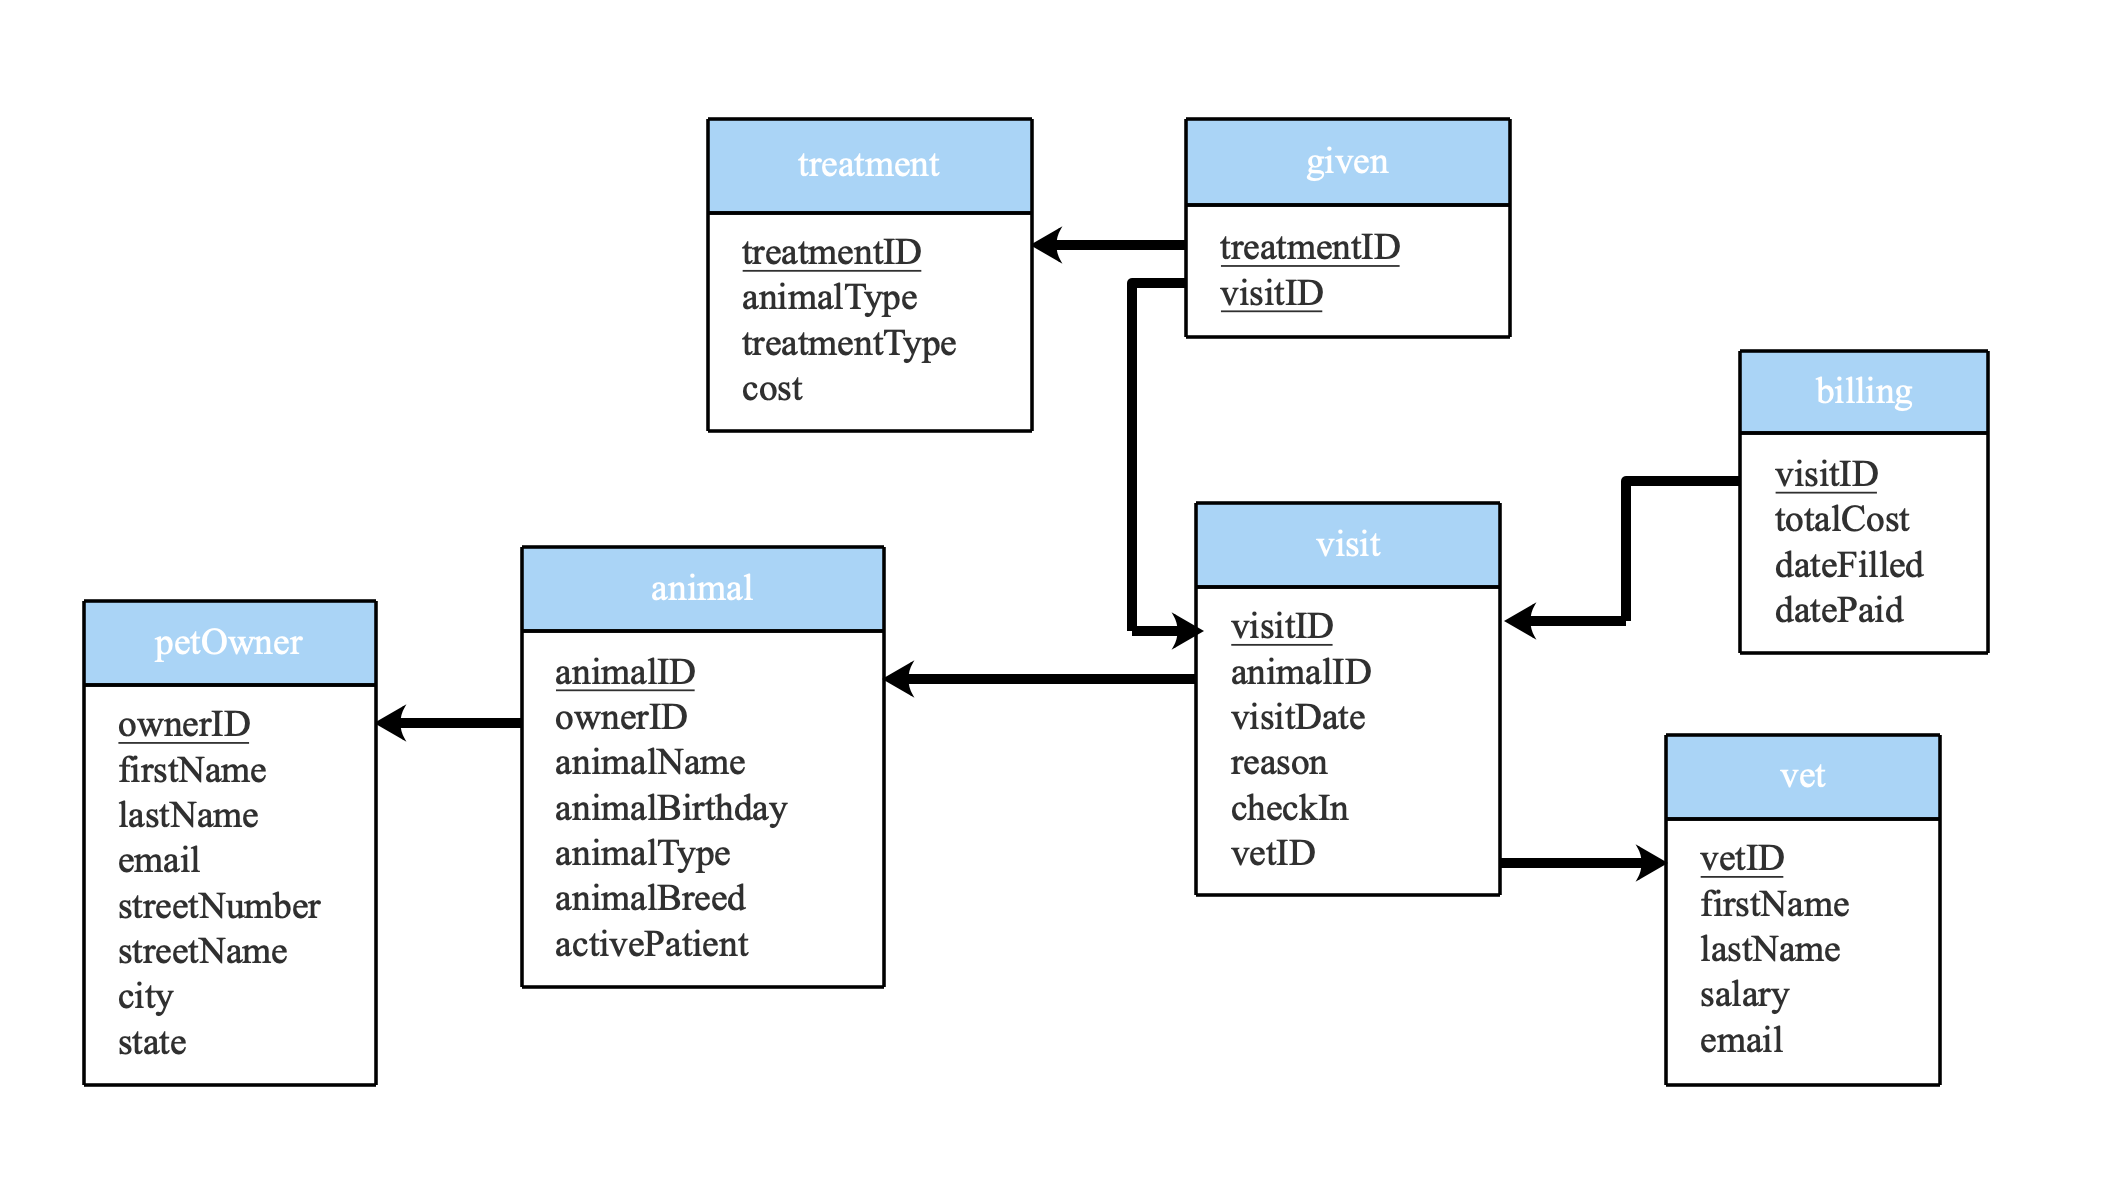 treatment
treatmentID
animalType
treatmentType
cost
given
treatmentID
visitID
billing
visitID
totalCost
dateFilled
datePaid
visit
visitID
animalID
visitDate
reason
checkIn
vetID
animal
animalID
ownerID
animalName
animalBirthday
animalType
animalBreed
activePatient
petOwner
ownerID
firstName
lastName
email
streetNumber
streetName
city
state
vet
vetID
firstName
lastName
salary
email